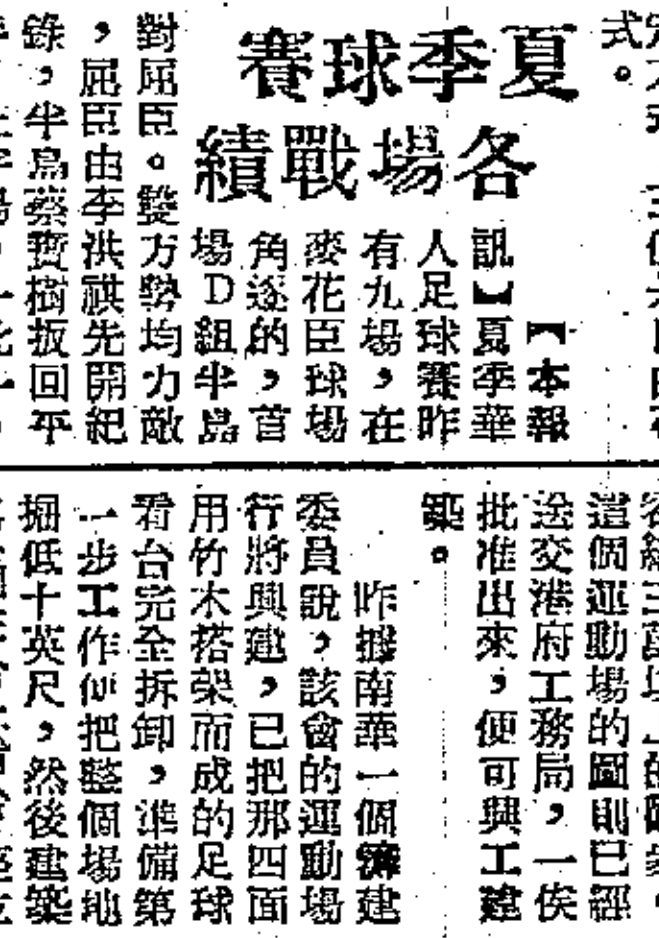 式。
夏季球賽
各場戰績
【本報
訊】夏季華
人足球賽昨
有九場,在
麥花臣球場
角逐的,首
場D組半島
對屈臣。雙方勢均力敵
,屈臣由李洪祺先開紀
錄,半島蔡寶樹扳回平
這個運動場的圖則已經
送交港府工務局,一俟
批准出來,便可興工建
築。
昨據南華一個籌建
委員說,該會的運動場
行將興建,已把那四面
用竹木搭架而成的足球
看台完全拆卸,準備第
一步工作便把整個場地
掘低十英尺,然後建築